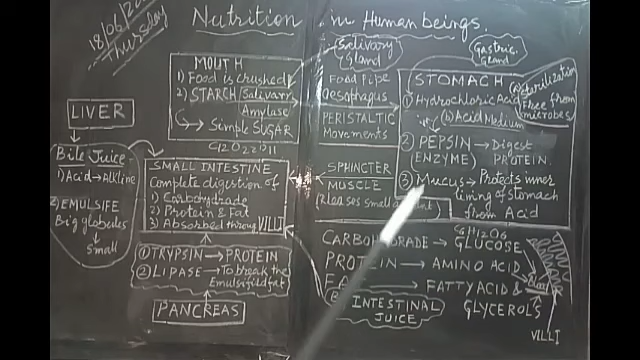 18/06/20
Thursday
Nutrition in Human beings.
MOUTH
1) Food is crushed
2) STARCH Salivary
Amylase
Simple SUGAR
C12O22O11
Salivary
Gland
Food Pipe
Oesophagus
PERISTALTIC
Movements
SPHINCTER
MUSCLE
Gastric
gland
STOMACH
(a) Sterilization
Free from
microbes
1) Hydrochloric Acid
(b) Acid Medium
2) PEPSIN → Digest
(ENZYME) PROTEIN.
3) Mucus → Protects inner
lining of Stomach
from Acid
LIVER
Bile Juice
1) Acid → Alkline
2) EMULSIFE
Big globules
↓
small
SMALL INTESTINE
Complete digestion of
1) Carbohydrade
2) Protein & Fat
3) Absorbed throug VILLI
① TRYPSIN → PROTEIN
② LIPASE → To break the
Emulsified fat
PANCREAS
C6H12O6
CARBOHYDRADE → GLUCOSE
PROTEIN → AMINO ACID
→ FATTY ACID &
GLYCEROL'S
INTESTINAL
JUICE
VILLI